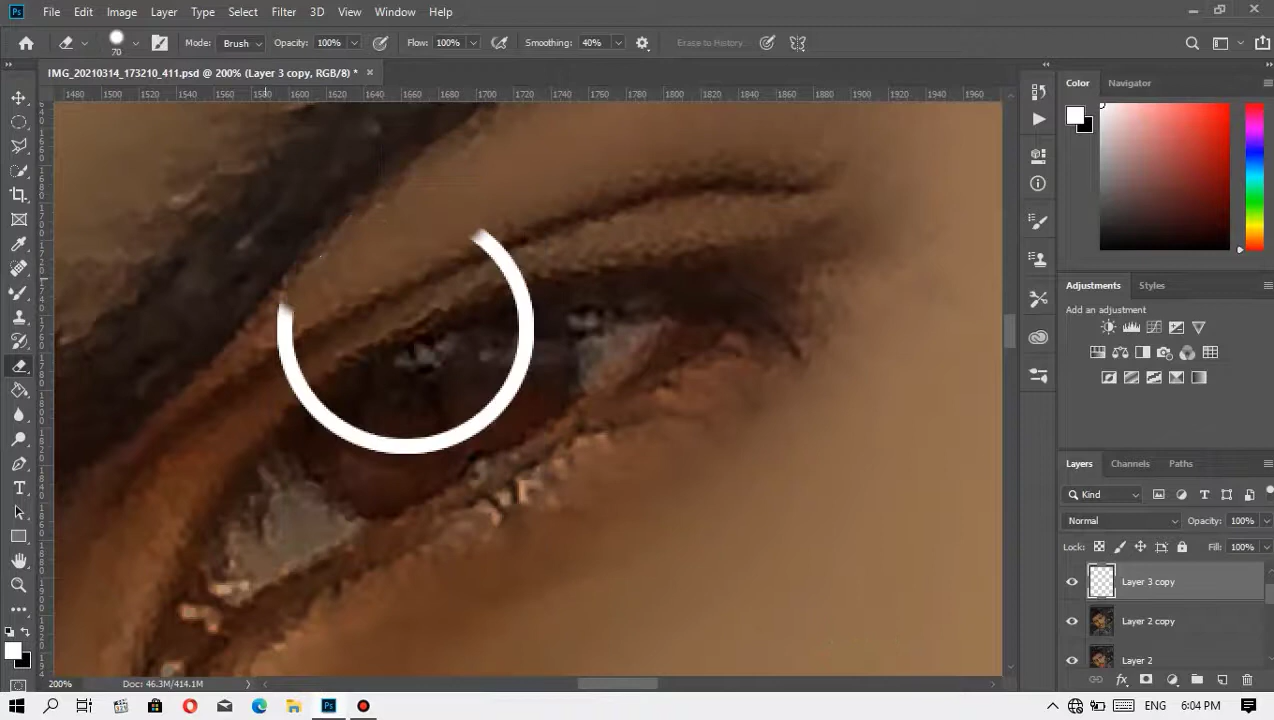 Ps File Edit Image Layer Type Select Filter 3D View Window Help
70 Mode: Brush Opacity: 100% Flow: 100% Smoothing: 40% Erase to History
IMG_20210314_173210_411.psd @ 200% (Layer 3 copy, RGB/8) *
1480 1500 1520 1540 1560 1580 1600 1620 1640 1660 1680 1700 1720 1740 1760 1780 1800 1820 1840 1860 1880 1900 1920 1940 1960
Color Navigator
Adjustments Styles
Add an adjustment
Layers Channels Paths
Kind
Normal Opacity: 100%
Lock: Fill: 100%
Layer 3 copy
Layer 2 copy
Layer 2
200% Doc: 46.3M/414.1M
Ps ENG 6:04 PM